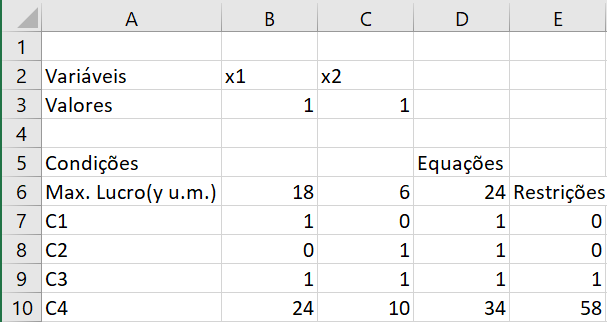 A B C D E
1
2 Variáveis x1 x2
3 Valores 1 1
4
5 Condições Equações
6 Max. Lucro(y u.m.) 18 6 24 Restrições
7 C1 1 0 1 0
8 C2 0 1 1 0
9 C3 1 1 1 1
10 C4 24 10 34 58